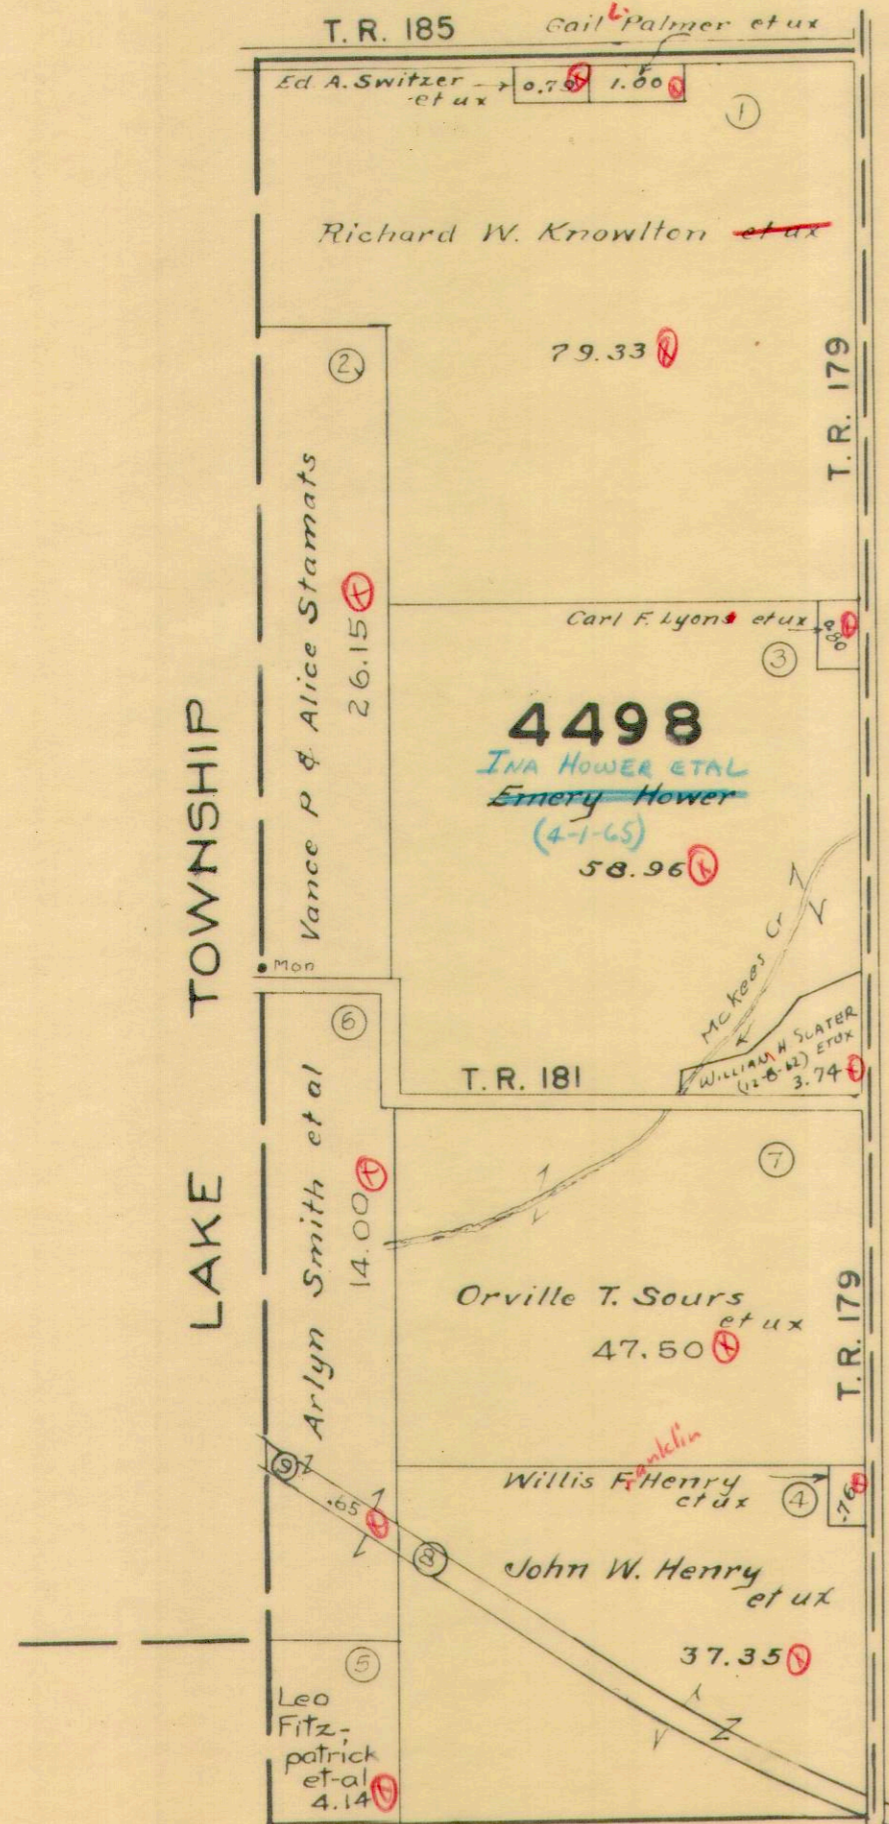 T.R. 185
Gail L. Palmer et ux
Ed. A. Switzer
et ux
1.00
1
Richard W. Knowlton et ux
79.33
T.R. 179
2
Vance P & Alice Stamats
26.15
Carl F. Lyons et ux
3
4498
INA HOWER ETAL
Emery Hower
(4-1-65)
58.96
McKees Cr
Mon
WILLIAM H SLATER
(12-8-62) ETUX
3.74
T.R. 181
LAKE TOWNSHIP
6
Arlyn Smith et al
14.00
7
Orville T. Sours
et ux
47.50
T.R. 179
Willis Franklin Henry
et ux
4
.76
9
.65
8
John W. Henry
et ux
37.35
5
Leo
Fitz-
patrick
et-al
4.14